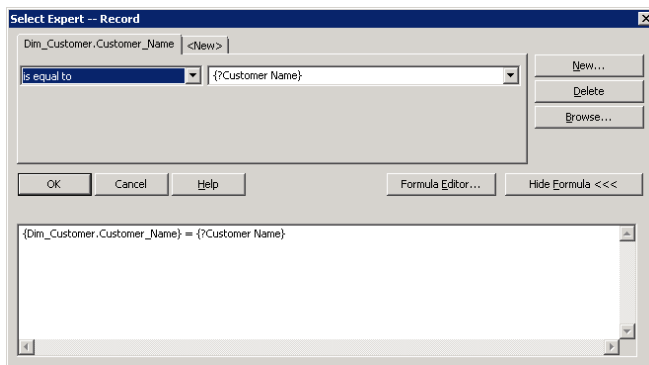 Select Expert -- Record
Dim_Customer.Customer_Name <New>
is equal to {?Customer Name} New...
Delete
Browse...
OK Cancel Help Formula Editor... Hide Formula <<<
{Dim_Customer.Customer_Name} = {?Customer Name}